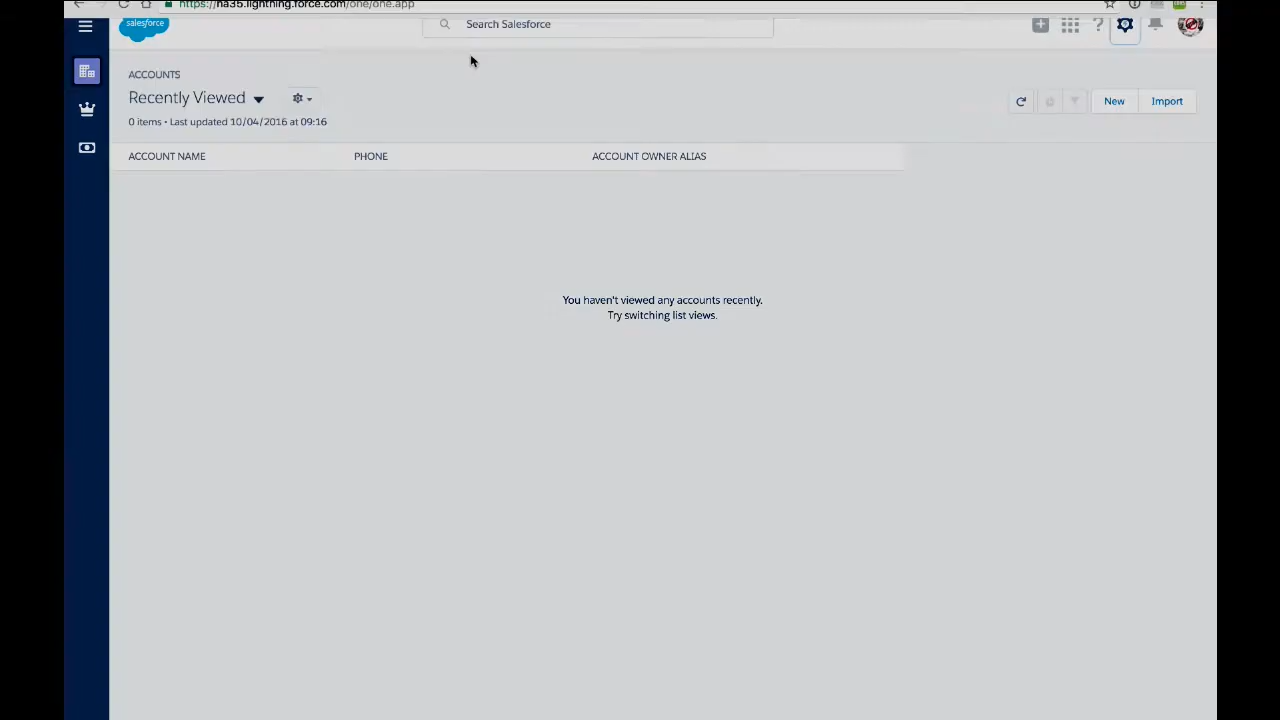 https://na35.lightning.force.com/one/one.app
salesforce
Search Salesforce
ACCOUNTS
Recently Viewed
0 items • Last updated 10/04/2016 at 09:16
New
Import
ACCOUNT NAME
PHONE
ACCOUNT OWNER ALIAS
You haven't viewed any accounts recently.
Try switching list views.